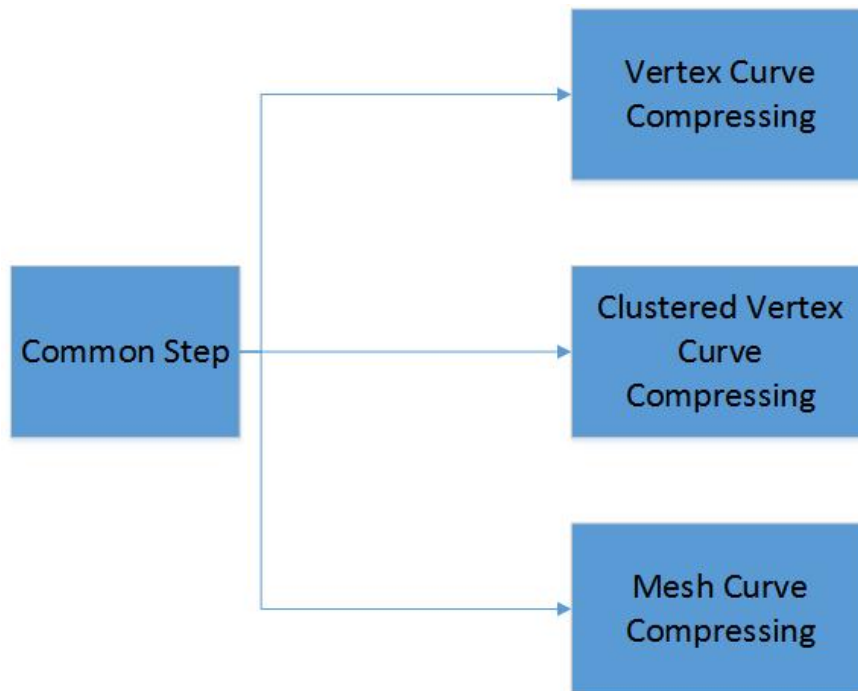 Vertex Curve
Compressing
Common Step
Clustered Vertex
Curve
Compressing
Mesh Curve
Compressing